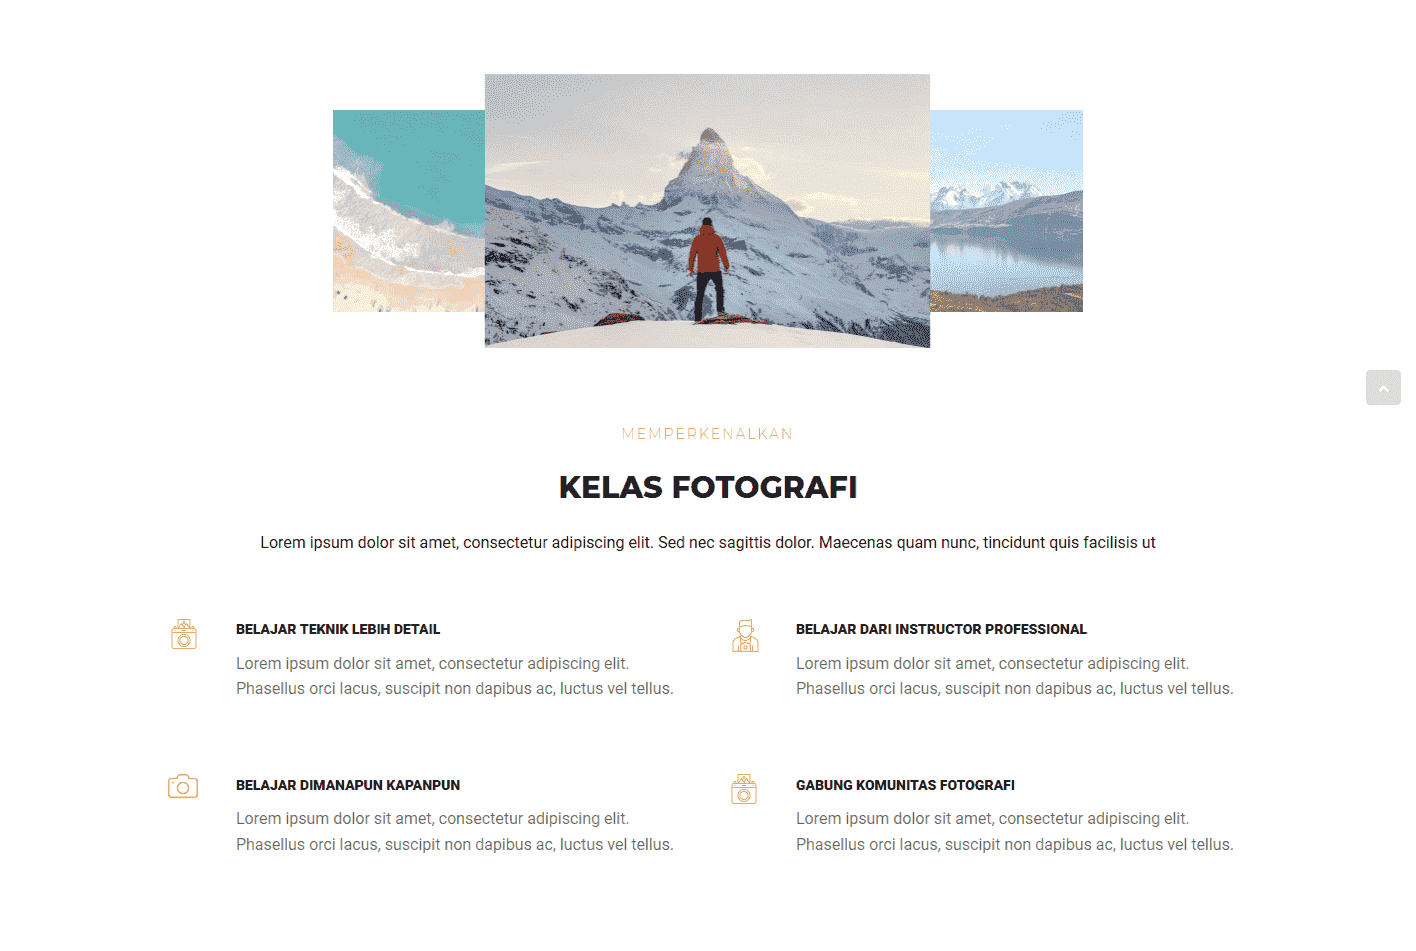 MEMPERKENALKAN
KELAS FOTOGRAFI
Lorem ipsum dolor sit amet, consectetur adipiscing elit. Sed nec sagittis dolor. Maecenas quam nunc, tincidunt quis facilisis ut
BELAJAR TEKNIK LEBIH DETAIL
Lorem ipsum dolor sit amet, consectetur adipiscing elit.
Phasellus orci lacus, suscipit non dapibus ac, luctus vel tellus.
BELAJAR DARI INSTRUCTOR PROFESSIONAL
Lorem ipsum dolor sit amet, consectetur adipiscing elit.
Phasellus orci lacus, suscipit non dapibus ac, luctus vel tellus.
BELAJAR DIMANAPUN KAPANPUN
Lorem ipsum dolor sit amet, consectetur adipiscing elit.
Phasellus orci lacus, suscipit non dapibus ac, luctus vel tellus.
GABUNG KOMUNITAS FOTOGRAFI
Lorem ipsum dolor sit amet, consectetur adipiscing elit.
Phasellus orci lacus, suscipit non dapibus ac, luctus vel tellus.